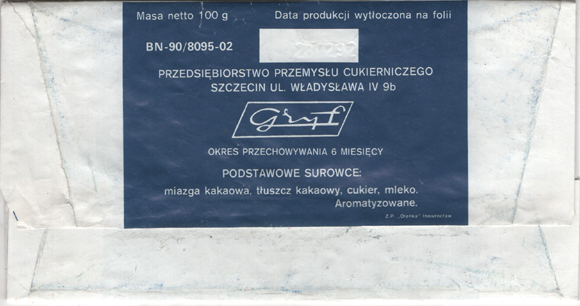 Masa netto 100 g Data produkcji wytłoczona na folii
BN-90/8095-02
PRZEDSIĘBIORSTWO PRZEMYSŁU CUKIERNICZEGO
SZCZECIN UL. WŁADYSŁAWA IV 9b
Gryf
OKRES PRZECHOWYWANIA 6 MIESIĘCY
PODSTAWOWE SUROWCE:
miazga kakaowa, tłuszcz kakaowy, cukier, mleko.
Aromatyzowane.
Z.P. Inowrocław